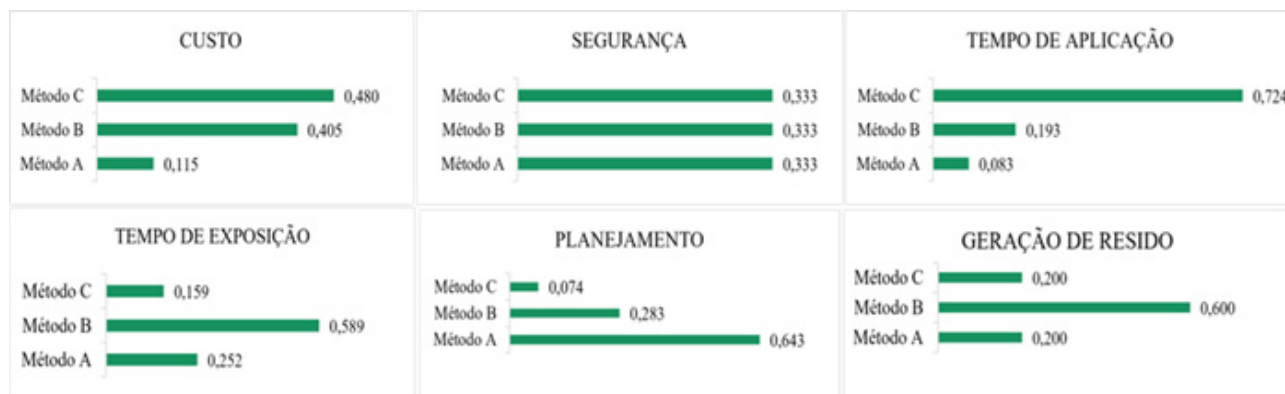 CUSTO
Método C 0,480
Método B 0,405
Método A 0,115
SEGURANÇA
Método C 0,333
Método B 0,333
Método A 0,333
TEMPO DE APLICAÇÃO
Método C 0,724
Método B 0,193
Método A 0,083
TEMPO DE EXPOSIÇÃO
Método C 0,159
Método B 0,589
Método A 0,252
PLANEJAMENTO
Método C 0,074
Método B 0,283
Método A 0,643
GERAÇÃO DE RESIDO
Método C 0,200
Método B 0,600
Método A 0,200